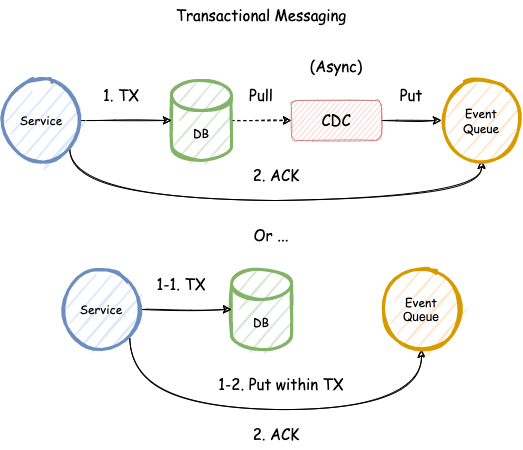 Transactional Messaging
(Async)
1. TX
Pull
Put
Service
DB
CDC
Event
Queue
2. ACK
Or ...
1-1. TX
Service
DB
Event
Queue
1-2. Put within TX
2. ACK